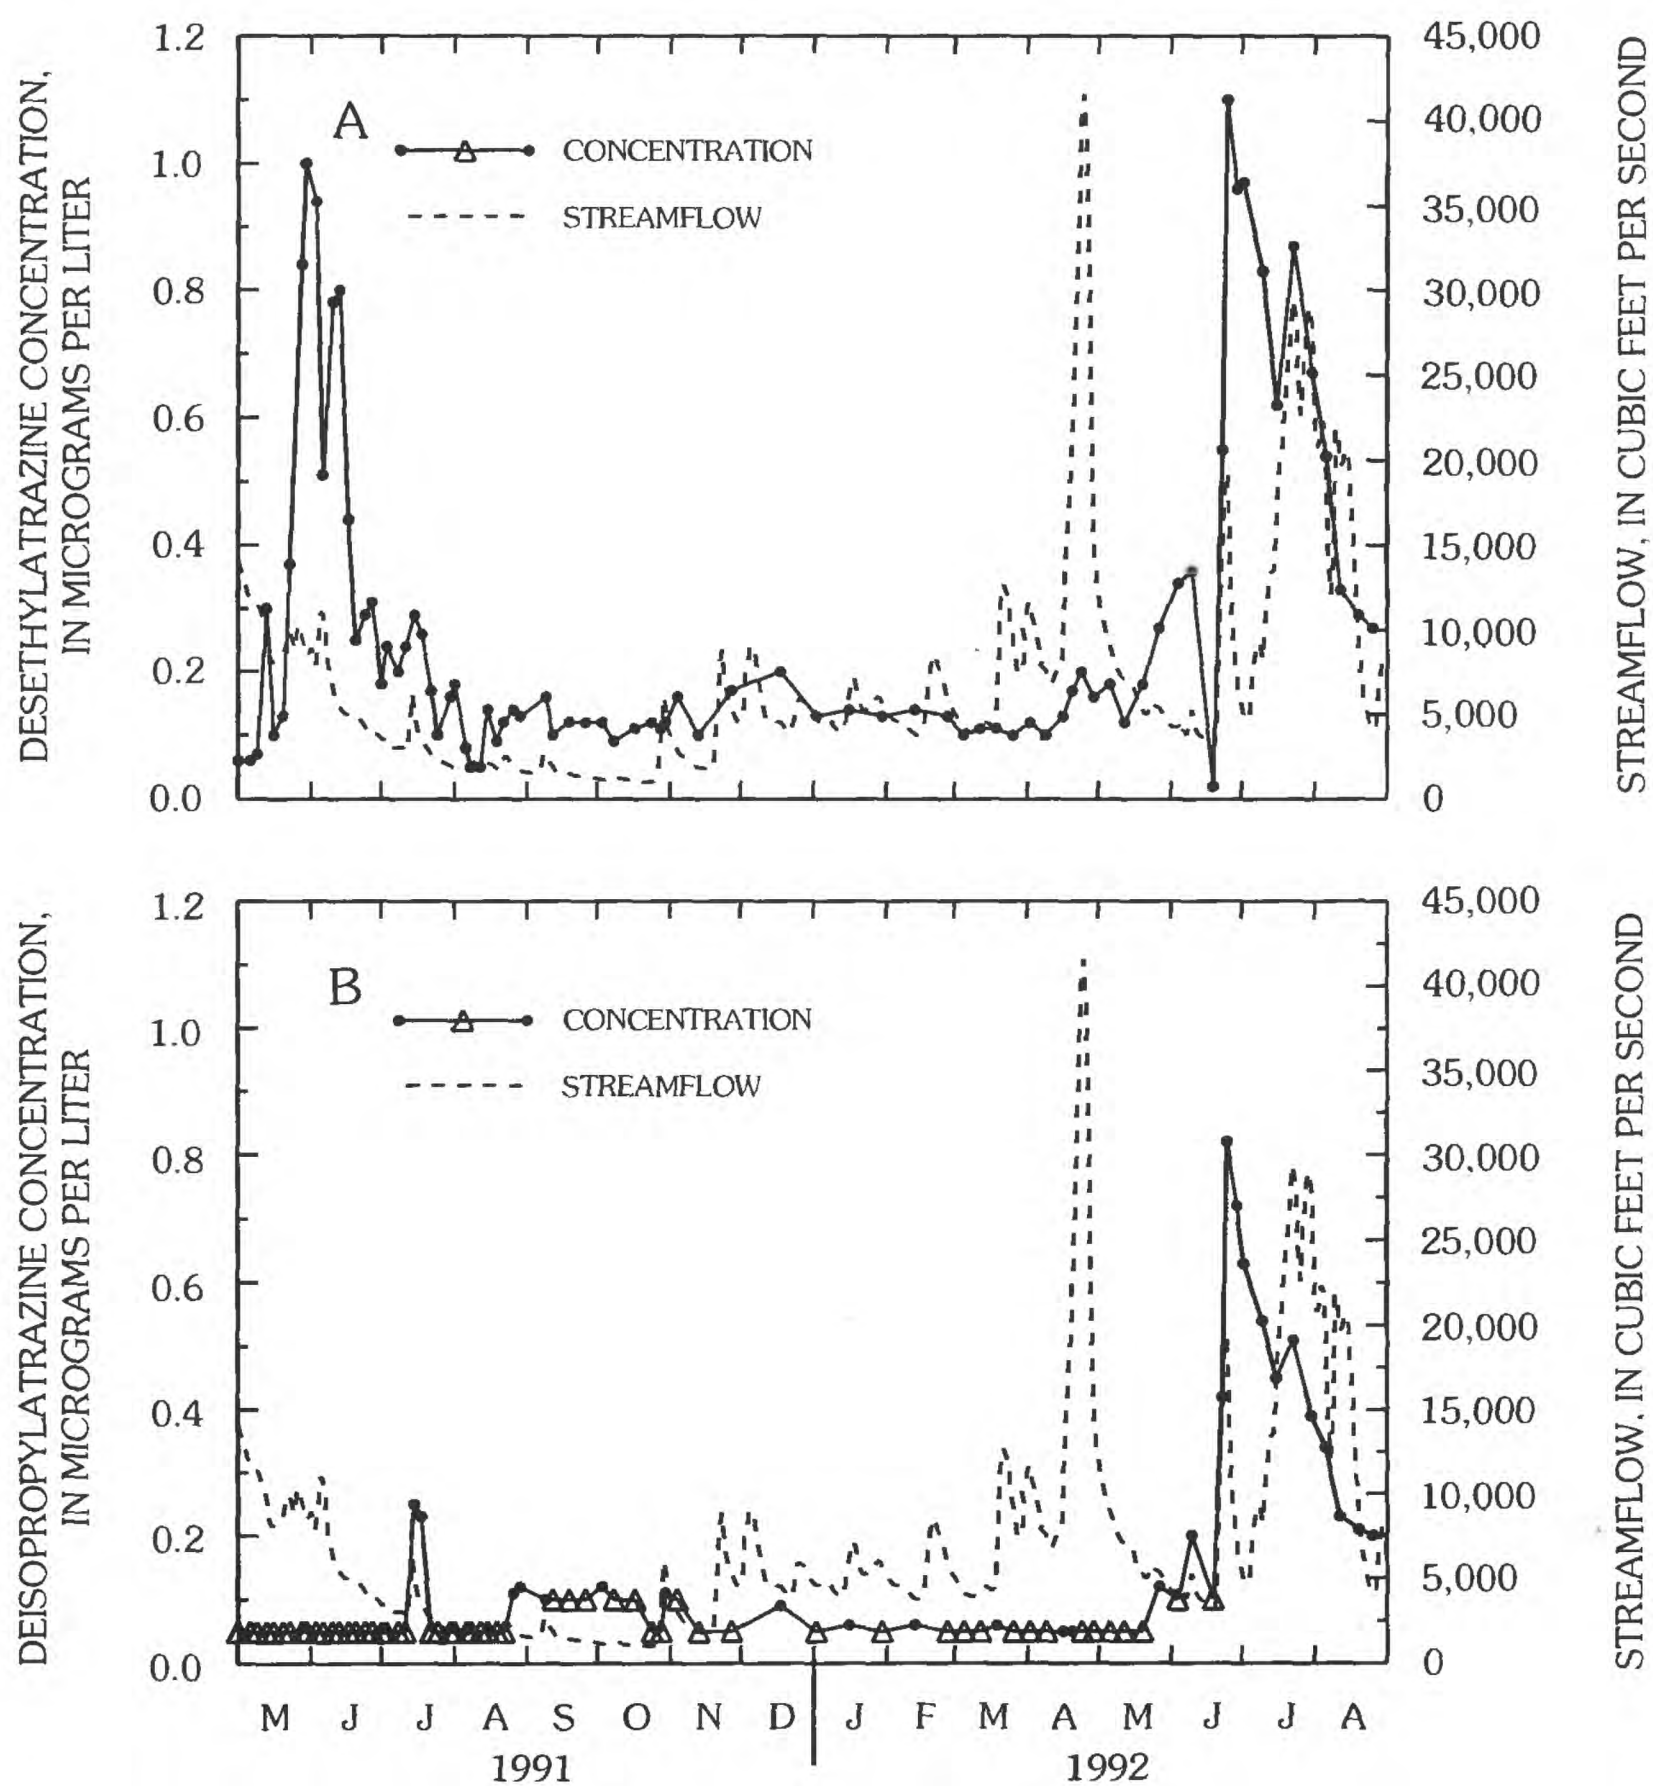 DESETHYLATRAZINE CONCENTRATION,
IN MICROGRAMS PER LITER
1.2
1.0
0.8
0.6
0.4
0.2
0.0
A
CONCENTRATION
STREAMFLOW
45,000
40,000
35,000
30,000
25,000
20,000
15,000
10,000
5,000
0
STREAMFLOW, IN CUBIC FEET PER SECOND
DEISOPROPYLATRAZINE CONCENTRATION,
IN MICROGRAMS PER LITER
1.2
1.0
0.8
0.6
0.4
0.2
0.0
B
CONCENTRATION
STREAMFLOW
45,000
40,000
35,000
30,000
25,000
20,000
15,000
10,000
5,000
0
STREAMFLOW, IN CUBIC FEET PER SECOND
M J J A S O N D J F M A M J J A
1991 1992